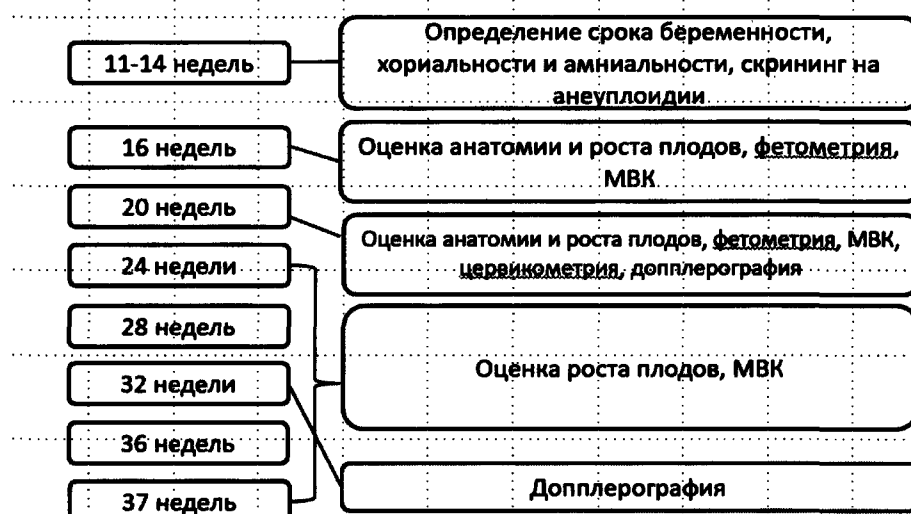 11-14 недель
Определение срока беременности,
хориальности и амниальности, скрининг на
анеуплоидии
16 недель
Оценка анатомии и роста плодов, фетометрия,
МВК
20 недель
Оценка анатомии и роста плодов, фетометрия, МВК,
цервикометрия, допплерография
24 недели
28 недель
32 недели
36 недель
37 недель
Оценка роста плодов, МВК
Допплерография